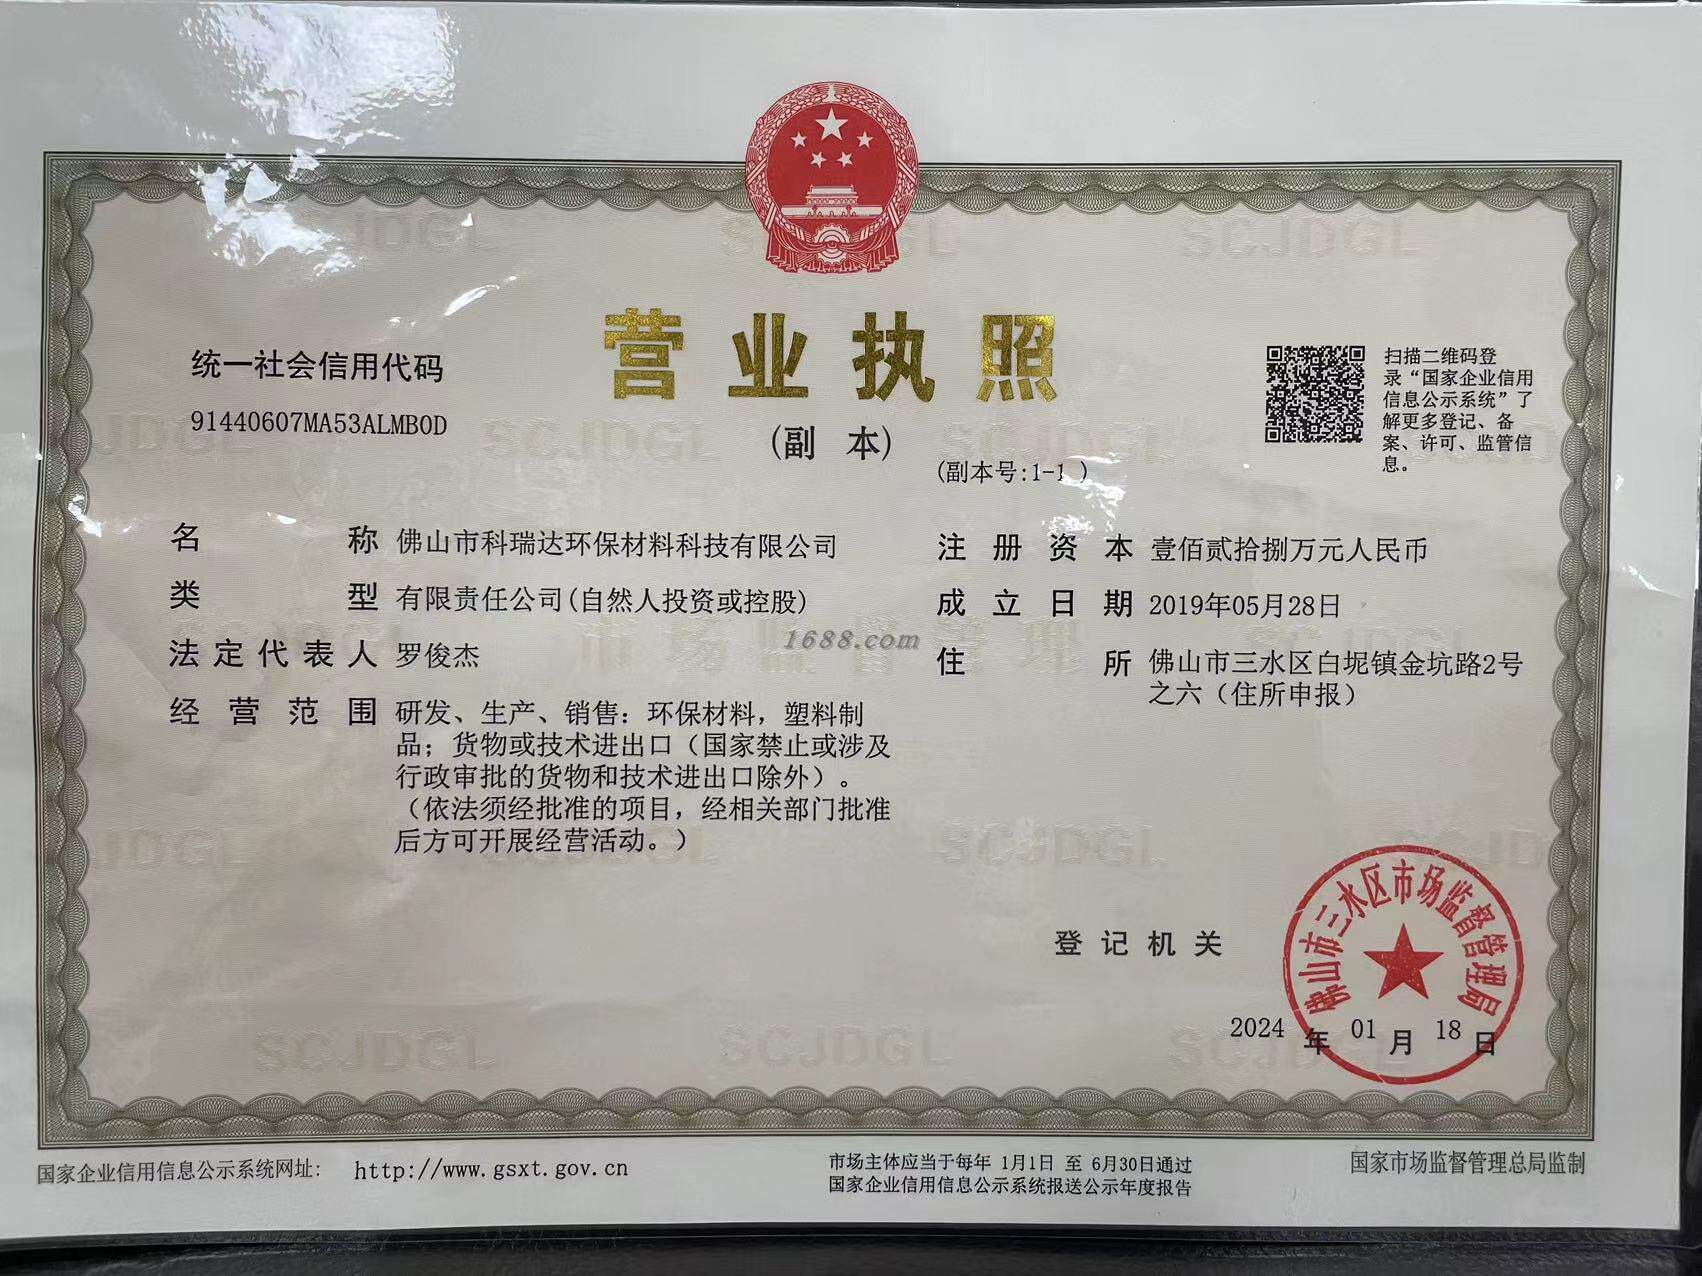 统一社会信用代码
91440607MA53ALMB0D
营业执照
(副 本)
(副本号:1-1 )
扫描二维码登
录“国家企业信用
信息公示系统”了
解更多登记、备
案、许可、监管信
息。
名 称 佛山市科瑞达环保材料科技有限公司
类 型 有限责任公司(自然人投资或控股)
法定代表人 罗俊杰
经营范围 研发、生产、销售：环保材料，塑料制
品；货物或技术进出口（国家禁止或涉及
行政审批的货物和技术进出口除外）。
（依法须经批准的项目，经相关部门批准
后方可开展经营活动。）
注册资本 壹佰贰拾捌万元人民币
成立日期 2019年05月28日
住 所 佛山市三水区白坭镇金坑路2号
之六（住所申报）
1688.com
登记机关
佛山市三水区市场监督管理局
2024 年 01 月 18 日
国家企业信用信息公示系统网址: http://www.gsxt.gov.cn
市场主体应当于每年 1月1日 至 6月30日通过
国家企业信用信息公示系统报送公示年度报告
国家市场监督管理总局监制
SCJDGL
SCJDGL
SCJDGL
SCJDGL
SCJDGL
市场监督管理
SCJDGL
SCJDGL
SCJDGL
SCJDGL
SCJDGL